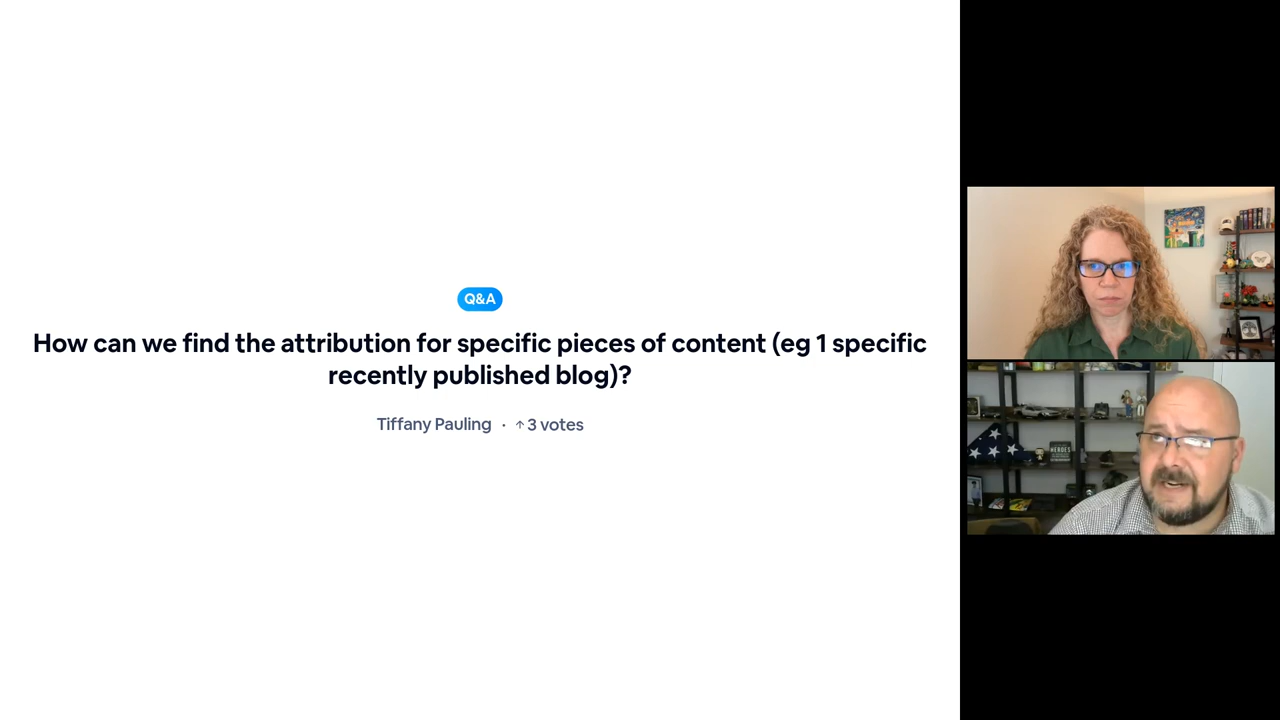 Q&A
How can we find the attribution for specific pieces of content (eg 1 specific
recently published blog)?
Tiffany Pauling · ↑ 3 votes
HEROES